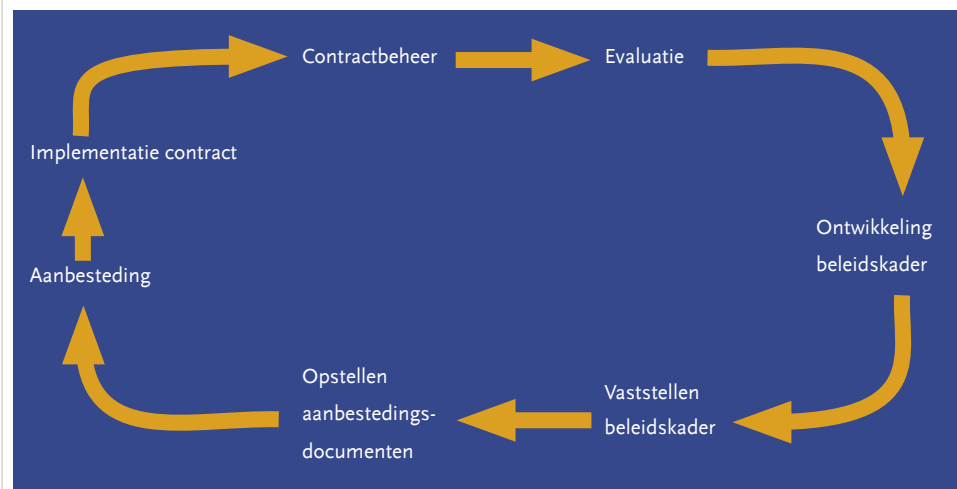 Contractbeheer
Evaluatie
Implementatie contract
Ontwikkeling
beleidskader
Aanbesteding
Opstellen
aanbestedings-
documenten
Vaststellen
beleidskader